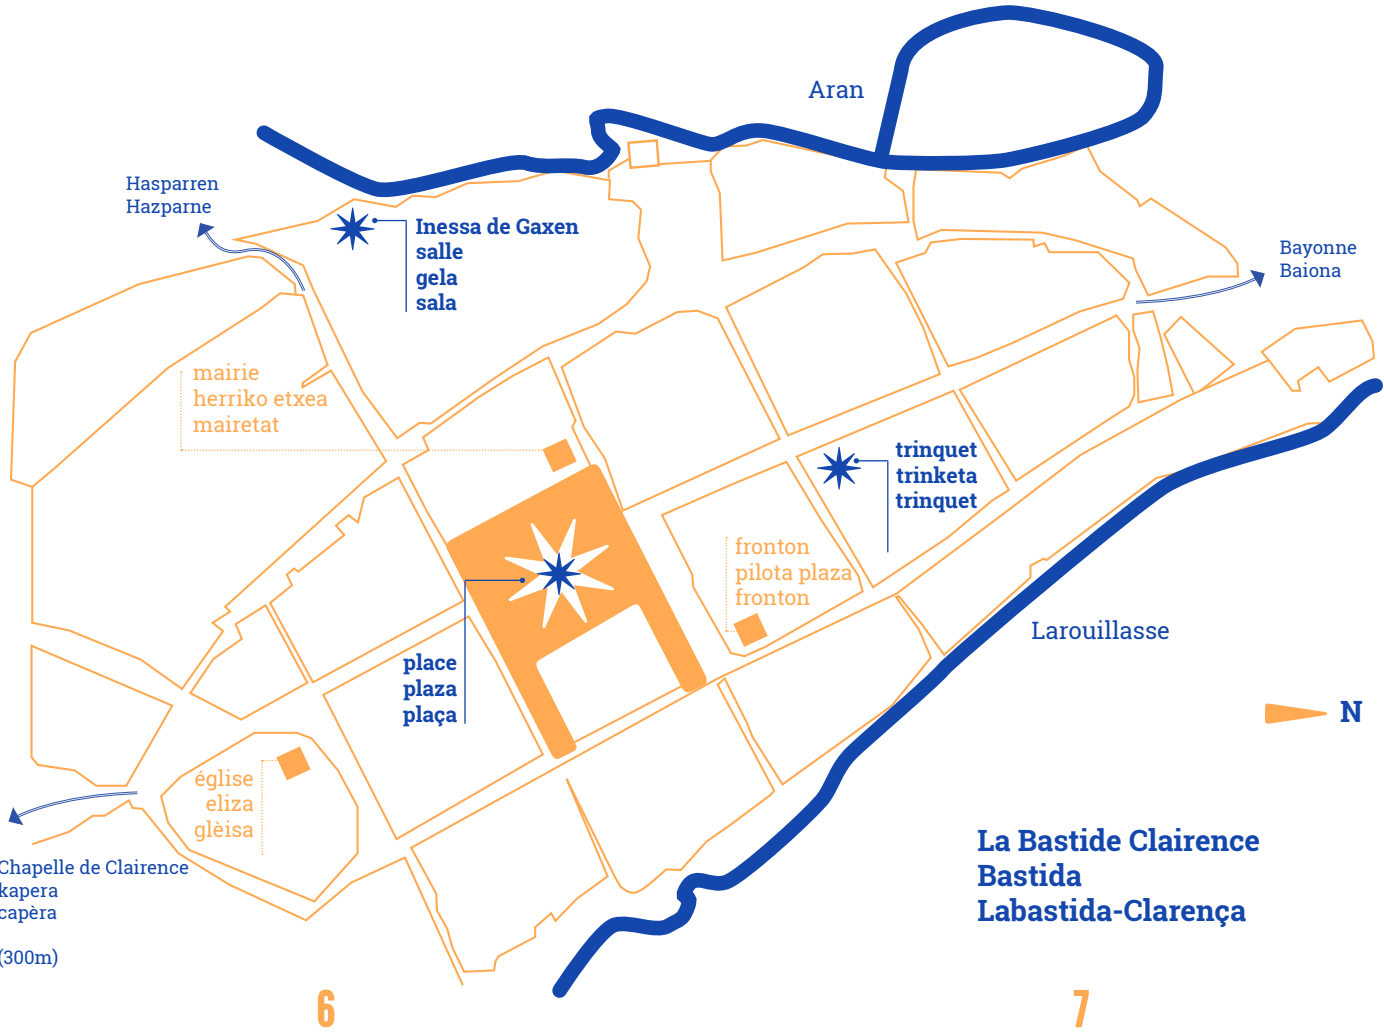 Aran
Hasparren
Hazparne
Inessa de Gaxen
salle
gela
sala
Bayonne
Baiona
mairie
herriko etxea
mairetat
trinquet
trinketa
trinquet
fronton
pilota plaza
fronton
Larouillasse
place
plaza
plaça
N
église
eliza
glèisa
La Bastide Clairence
Bastida
Labastida-Clarença
Chapelle de Clairence
kapera
capèra
(300m)
6
7